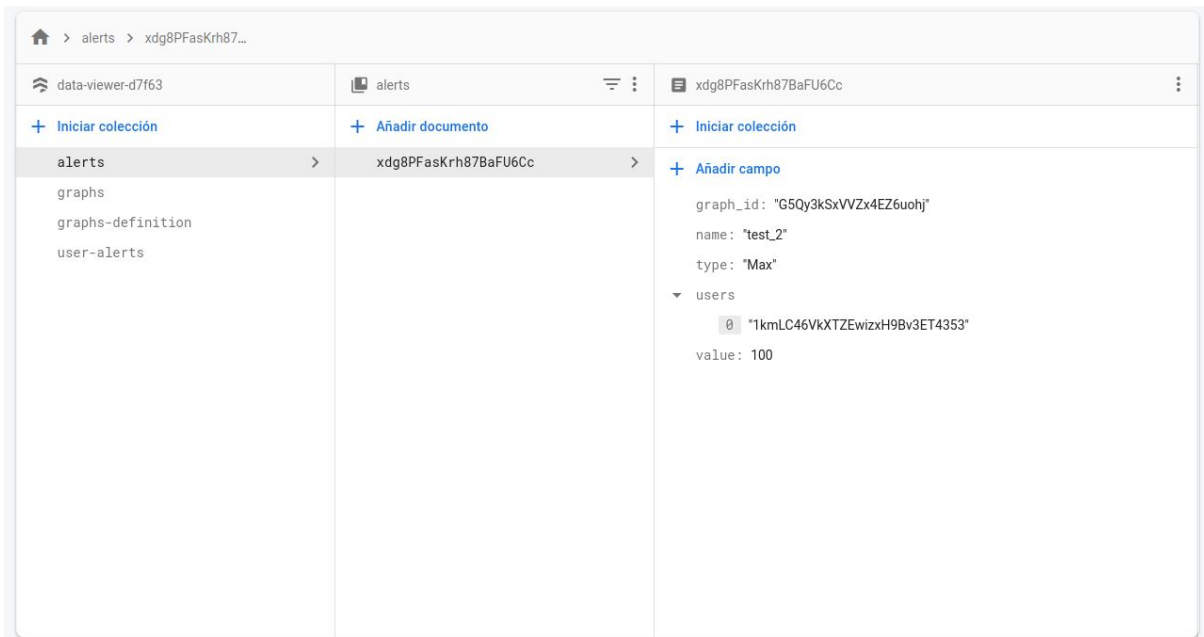 > alerts > xdg8PFasKrh87...
data-viewer-d7f63
alerts
xdg8PFasKrh87BaFU6Cc
+ Iniciar colección
+ Añadir documento
+ Iniciar colección
alerts
graphs
graphs-definition
user-alerts
xdg8PFasKrh87BaFU6Cc
+ Añadir campo
graph_id: "G5Qy3kSxVVZx4EZ6uohj"
name: "test_2"
type: "Max"
users
0 "1kmLC46VkXTZEwizxH9Bv3ET4353"
value: 100